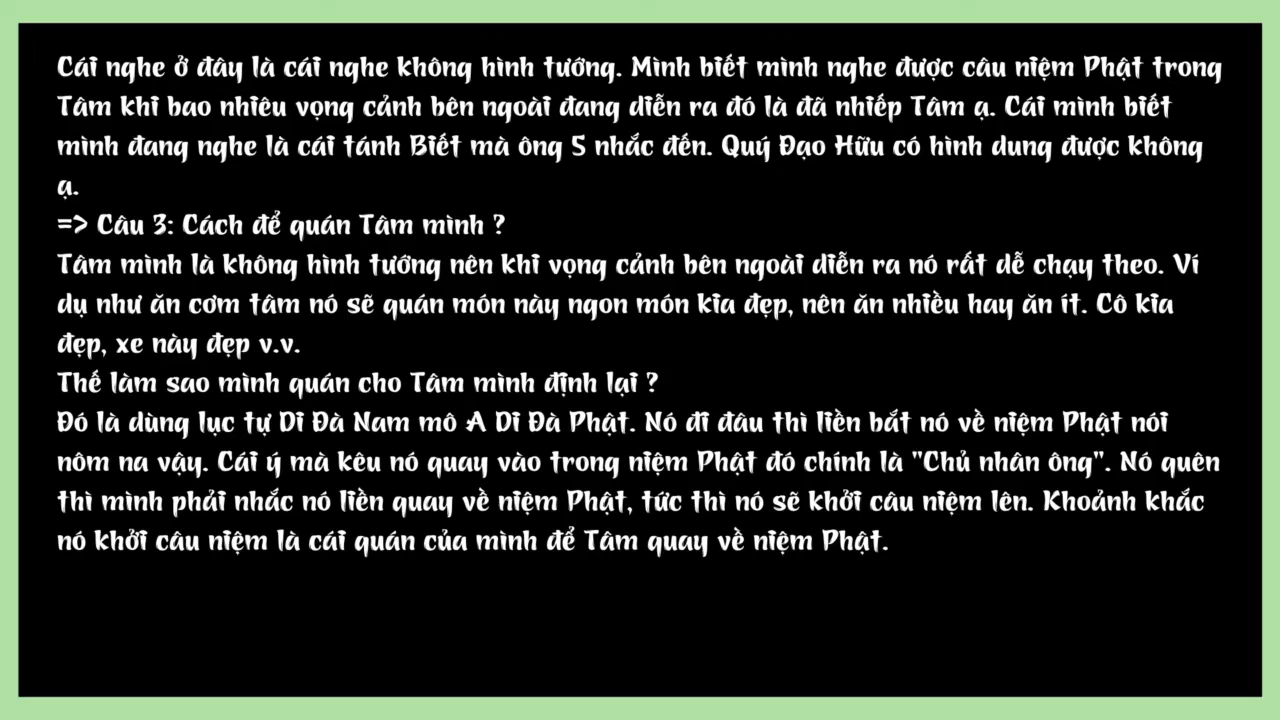 Cái nghe ở đây là cái nghe không hình tướng. Mình biết mình nghe được câu niệm Phật trong
Tâm khi bao nhiêu vọng cảnh bên ngoài đang diễn ra đó là đã nhiếp Tâm ạ. Cái mình biết
mình đang nghe là cái tánh Biết mà ông 5 nhắc đến. Quý Đạo Hữu có hình dung được không
ạ.
=> Câu 3: Cách để quán Tâm mình ?
Tâm mình là không hình tướng nên khi vọng cảnh bên ngoài diễn ra nó rất dễ chạy theo. Ví
dụ như ăn cơm tâm nó sẽ quán món này ngon món kia đẹp, nên ăn nhiều hay ăn ít. Cô kia
đẹp, xe này đẹp v.v.
Thế làm sao mình quán cho Tâm mình định lại ?
Đó là dùng lục tự Di Đà Nam mô A Di Đà Phật. Nó đi đâu thì liền bắt nó về niệm Phật nói
nôm na vậy. Cái ý mà kêu nó quay vào trong niệm Phật đó chính là "Chủ nhân ông". Nó quên
thì mình phải nhắc nó liền quay về niệm Phật, tức thì nó sẽ khởi câu niệm lên. Khoảnh khắc
nó khởi câu niệm là cái quán của mình để Tâm quay về niệm Phật.